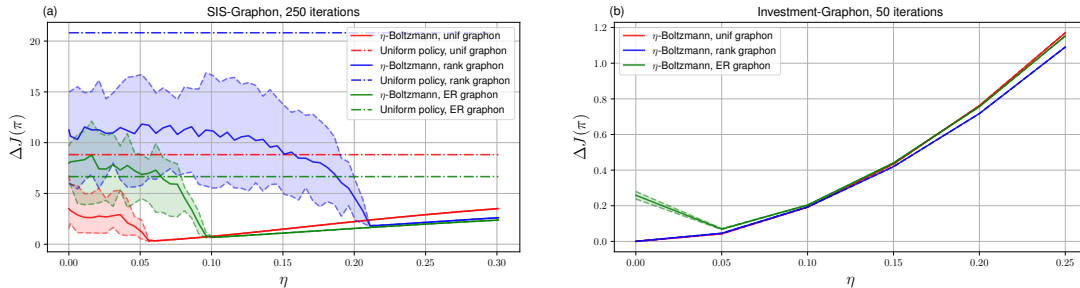 (a)
SIS-Graphon, 250 iterations
η-Boltzmann, unif graphon
Uniform policy, unif graphon
η-Boltzmann, rank graphon
Uniform policy, rank graphon
η-Boltzmann, ER graphon
Uniform policy, ER graphon
ΔJ(π)
20
15
10
5
0
0.00 0.05 0.10 0.15 0.20 0.25 0.30
η
(b)
Investment-Graphon, 50 iterations
η-Boltzmann, unif graphon
η-Boltzmann, rank graphon
η-Boltzmann, ER graphon
ΔJ(π)
1.2
1.0
0.8
0.6
0.4
0.2
0.0
0.00 0.05 0.10 0.15 0.20 0.25
η